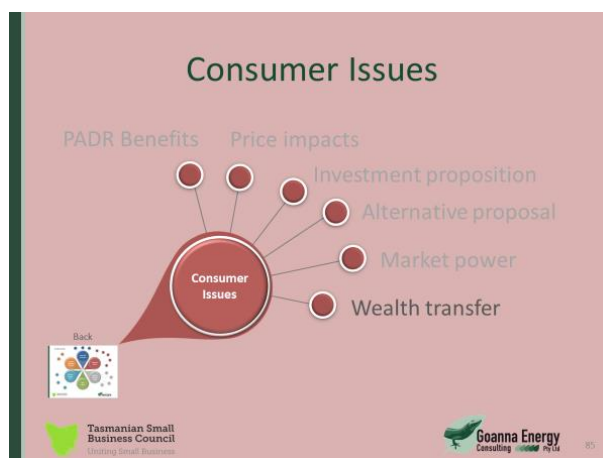 Consumer Issues
PADR Benefits
Price impacts
Investment proposition
Alternative proposal
Market power
Wealth transfer
Consumer
Issues
Back
Tasmanian Small
Business Council
Uniting Small Business
Goanna Energy
Consulting Pty Ltd
85